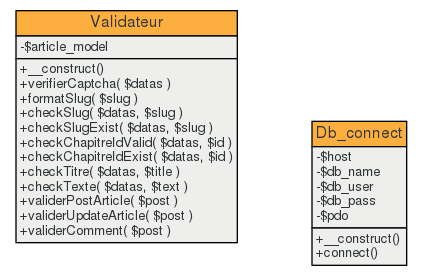 Validateur
-$article_model
+__construct()
+verifierCaptcha( $datas )
+formatSlug( $slug )
+checkSlug( $datas, $slug )
+checkSlugExist( $datas, $slug )
+checkChapitreIdValid( $datas, $id )
+checkChapitreIdExist( $datas, $id )
+checkTitre( $datas, $title )
+checkTexte( $datas, $text )
+validerPostArticle( $post )
+validerUpdateArticle( $post )
+validerComment( $post )
Db_connect
-$host
-$db_name
-$db_user
-$db_pass
-$pdo
+__construct()
+connect()